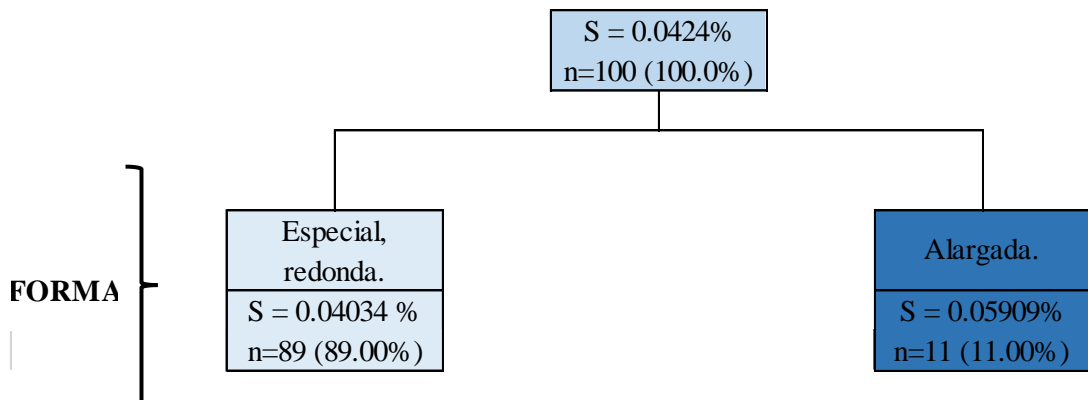 S = 0.0424%
n=100 (100.0%)
Especial,
redonda.
S = 0.04034 %
n=89 (89.00%)
Alargada.
S = 0.05909%
n=11 (11.00%)
FORMA